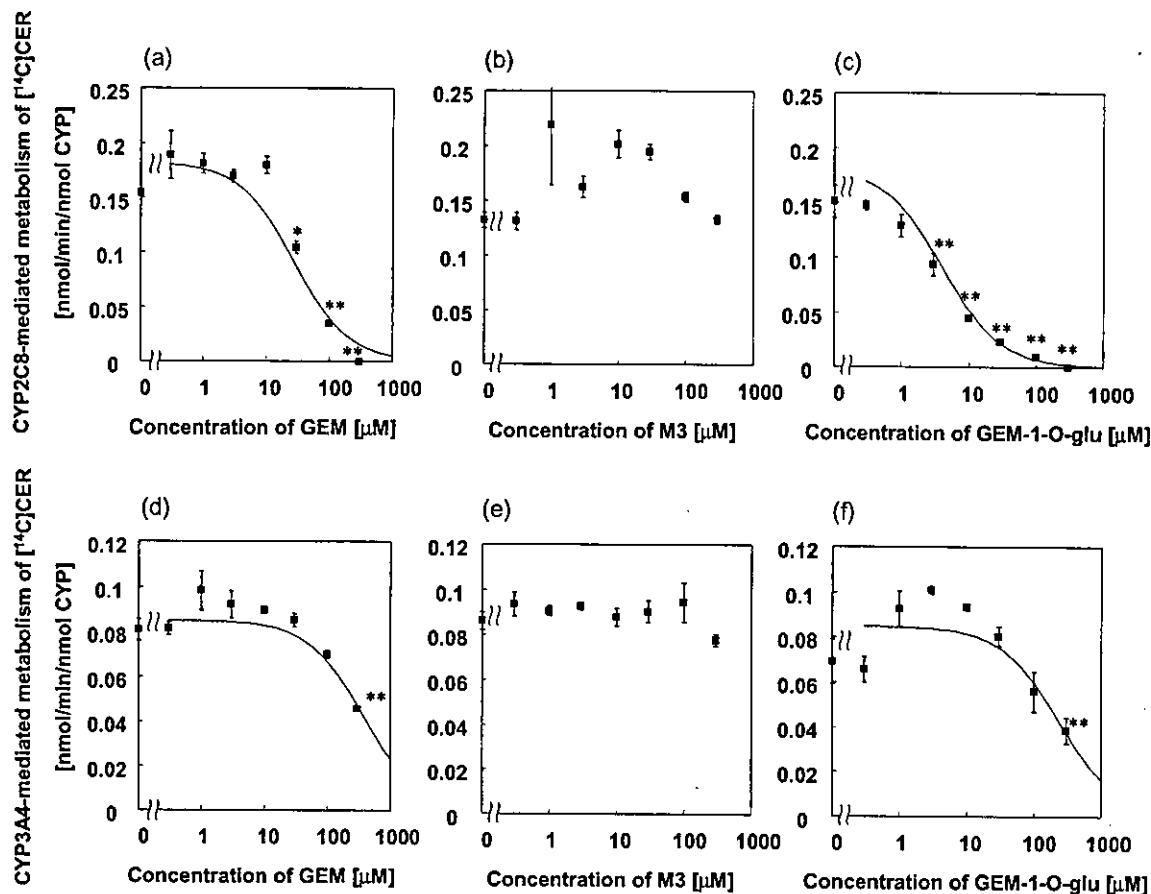 (a)
(b)
(c)
CYP2C8-mediated metabolism of [¹⁴C]CER
[nmol/min/nmol CYP]
0.25
0.2
0.15
0.1
0.05
0
*
**
**
0 1 10 100 1000
Concentration of GEM [µM]
0.25
0.2
0.15
0.1
0.05
0
0 1 10 100 1000
Concentration of M3 [µM]
0.25
0.2
0.15
0.1
0.05
0
**
**
**
**
**
0 1 10 100 1000
Concentration of GEM-1-O-glu [µM]
(d)
(e)
(f)
CYP3A4-mediated metabolism of [¹⁴C]CER
[nmol/min/nmol CYP]
0.12
0.1
0.08
0.06
0.04
0.02
0
**
0 1 10 100 1000
Concentration of GEM [µM]
0.12
0.1
0.08
0.06
0.04
0.02
0
0 1 10 100 1000
Concentration of M3 [µM]
0.12
0.1
0.08
0.06
0.04
0.02
0
**
0 1 10 100 1000
Concentration of GEM-1-O-glu [µM]